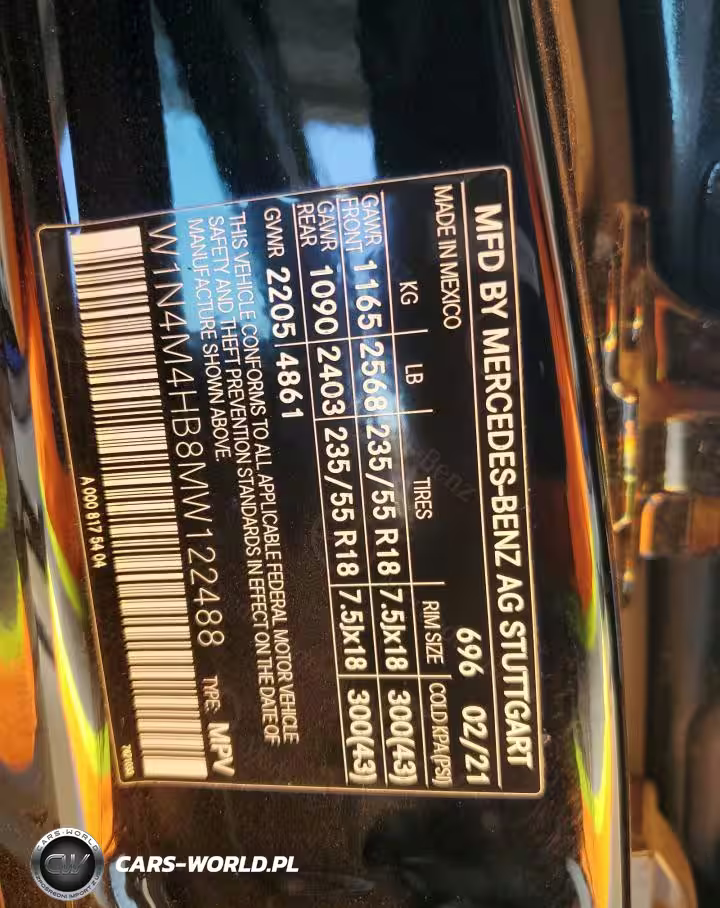 MFD BY MERCEDES-BENZ AG STUTTGART
MADE IN MEXICO 696 02/21
KG LB TIRES RIM SIZE COLD KPA(PSI)
GAWR FRONT 1165 2568 235/55 R18 7.5Jx18 300(43)
GAWR REAR 1090 2403 235/55 R18 7.5Jx18 300(43)
GVWR 2205 4861
THIS VEHICLE CONFORMS TO ALL APPLICABLE FEDERAL MOTOR VEHICLE
SAFETY AND THEFT PREVENTION STANDARDS IN EFFECT ON THE DATE OF
MANUFACTURE SHOWN ABOVE.
W1N4M4HB8MW122488 TYPE: MPV
A 000 817 54 04
CARS-WORLD
CW
CARS-WORLD.PL